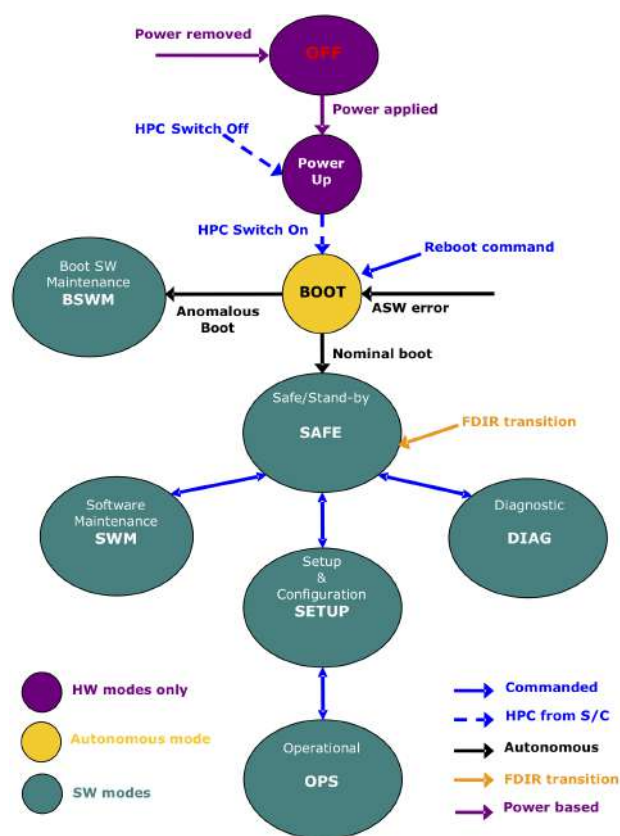 Power removed
OFF
Power applied
HPC Switch Off
Power
Up
HPC Switch On
Reboot command
Boot SW
Maintenance
BSWM
BOOT
Anomalous
Boot
ASW error
Nominal boot
Safe/Stand-by
SAFE
FDIR transition
Software
Maintenance
SWM
Diagnostic
DIAG
Setup
&
Configuration
SETUP
HW modes only
Autonomous mode
SW modes
Operational
OPS
Commanded
HPC from S/C
Autonomous
FDIR transition
Power based